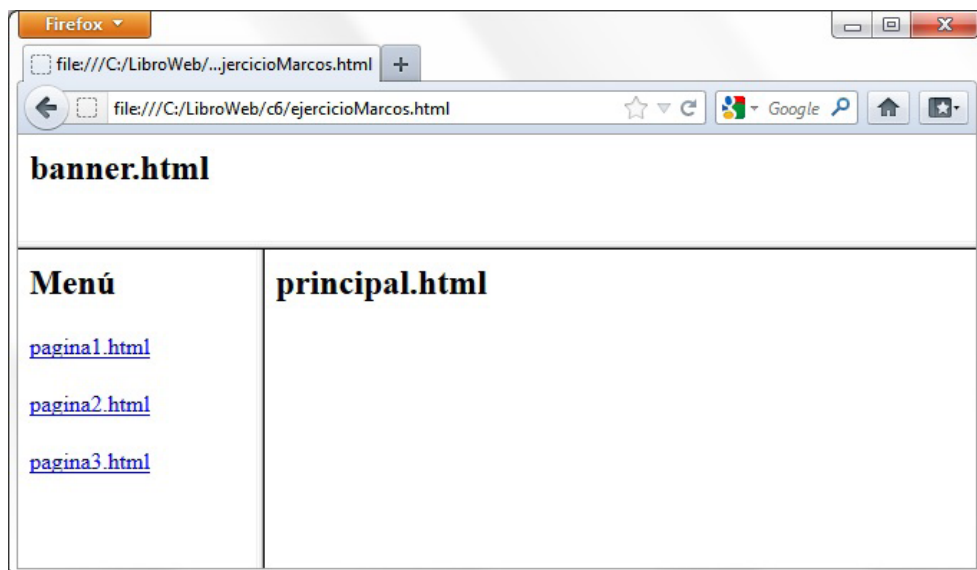 Firefox
file:///C:/LibroWeb/...jercicioMarcos.html
file:///C:/LibroWeb/c6/ejercicioMarcos.html
Google
banner.html
Menú
principal.html
pagina1.html
pagina2.html
pagina3.html